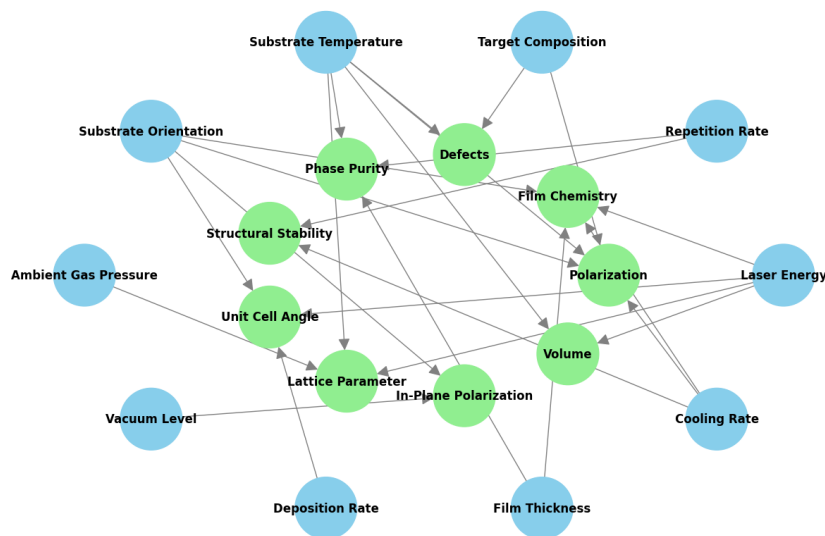 Substrate Temperature
Target Composition
Substrate Orientation
Repetition Rate
Defects
Phase Purity
Film Chemistry
Structural Stability
Ambient Gas Pressure
Polarization
Laser Energy
Unit Cell Angle
Volume
Lattice Parameter
In-Plane Polarization
Vacuum Level
Cooling Rate
Deposition Rate
Film Thickness